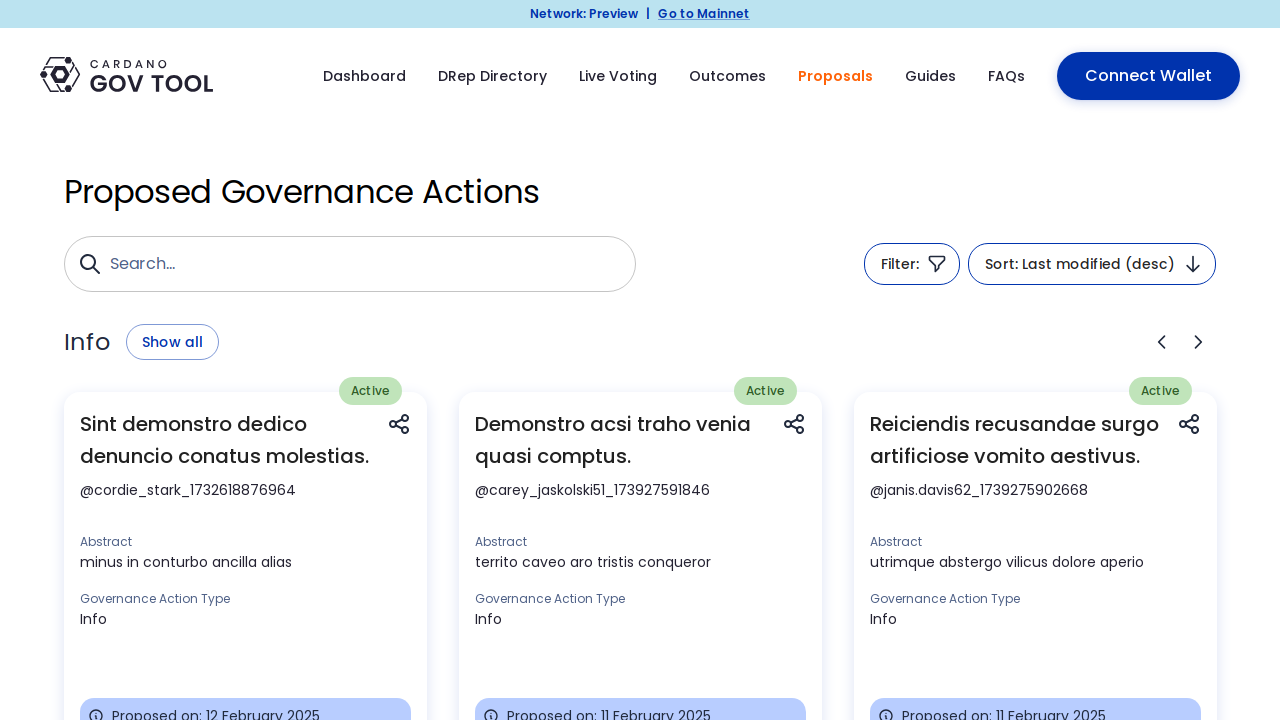 Network: Preview | Go to Mainnet
CARDANO
GOV TOOL
Dashboard
DRep Directory
Live Voting
Outcomes
Proposals
Guides
FAQs
Connect Wallet
Proposed Governance Actions
Search...
Filter:
Sort: Last modified (desc)
Info
Show all
Active
Sint demonstro dedico
denuncio conatus molestias.
@cordie_stark_1732618876964
Abstract
minus in conturbo ancilla alias
Governance Action Type
Info
Proposed on: 12 February 2025
Active
Demonstro acsi traho venia
quasi comptus.
@carey_jaskolski51_173927591846
Abstract
territo caveo aro tristis conqueror
Governance Action Type
Info
Proposed on: 11 February 2025
Active
Reiciendis recusandae surgo
artificiose vomito aestivus.
@janis.davis62_1739275902668
Abstract
utrimque abstergo vilicus dolore aperio
Governance Action Type
Info
Proposed on: 11 February 2025